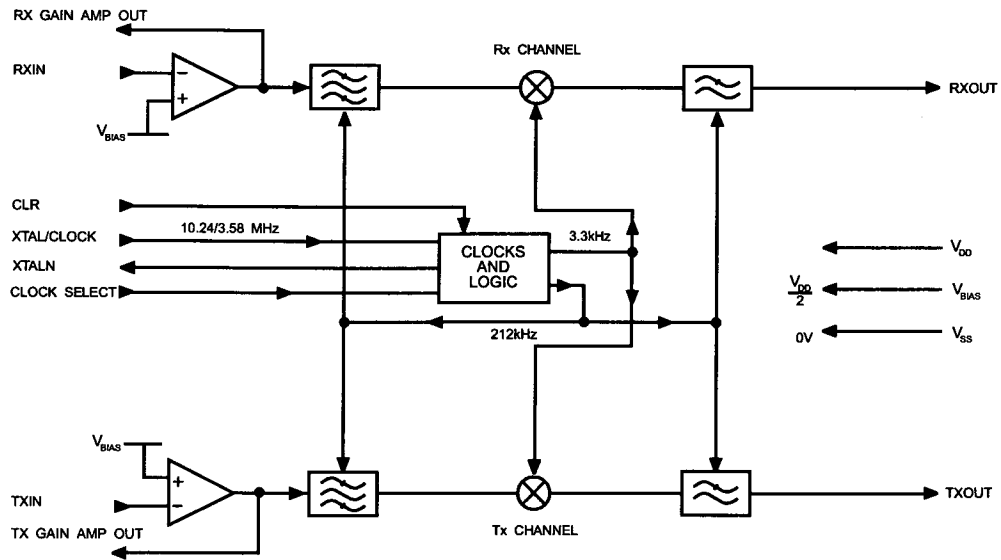 RX GAIN AMP OUT
Rx CHANNEL
RXIN
−
+
RXOUT
VBIAS
CLR
XTAL/CLOCK
10.24/3.58 MHz
3.3kHz
CLOCKS
AND
LOGIC
XTALN
CLOCK SELECT
212kHz
VDD
VDD
2
VBIAS
0V
VSS
VBIAS
+
−
TXIN
TXOUT
TX GAIN AMP OUT
Tx CHANNEL